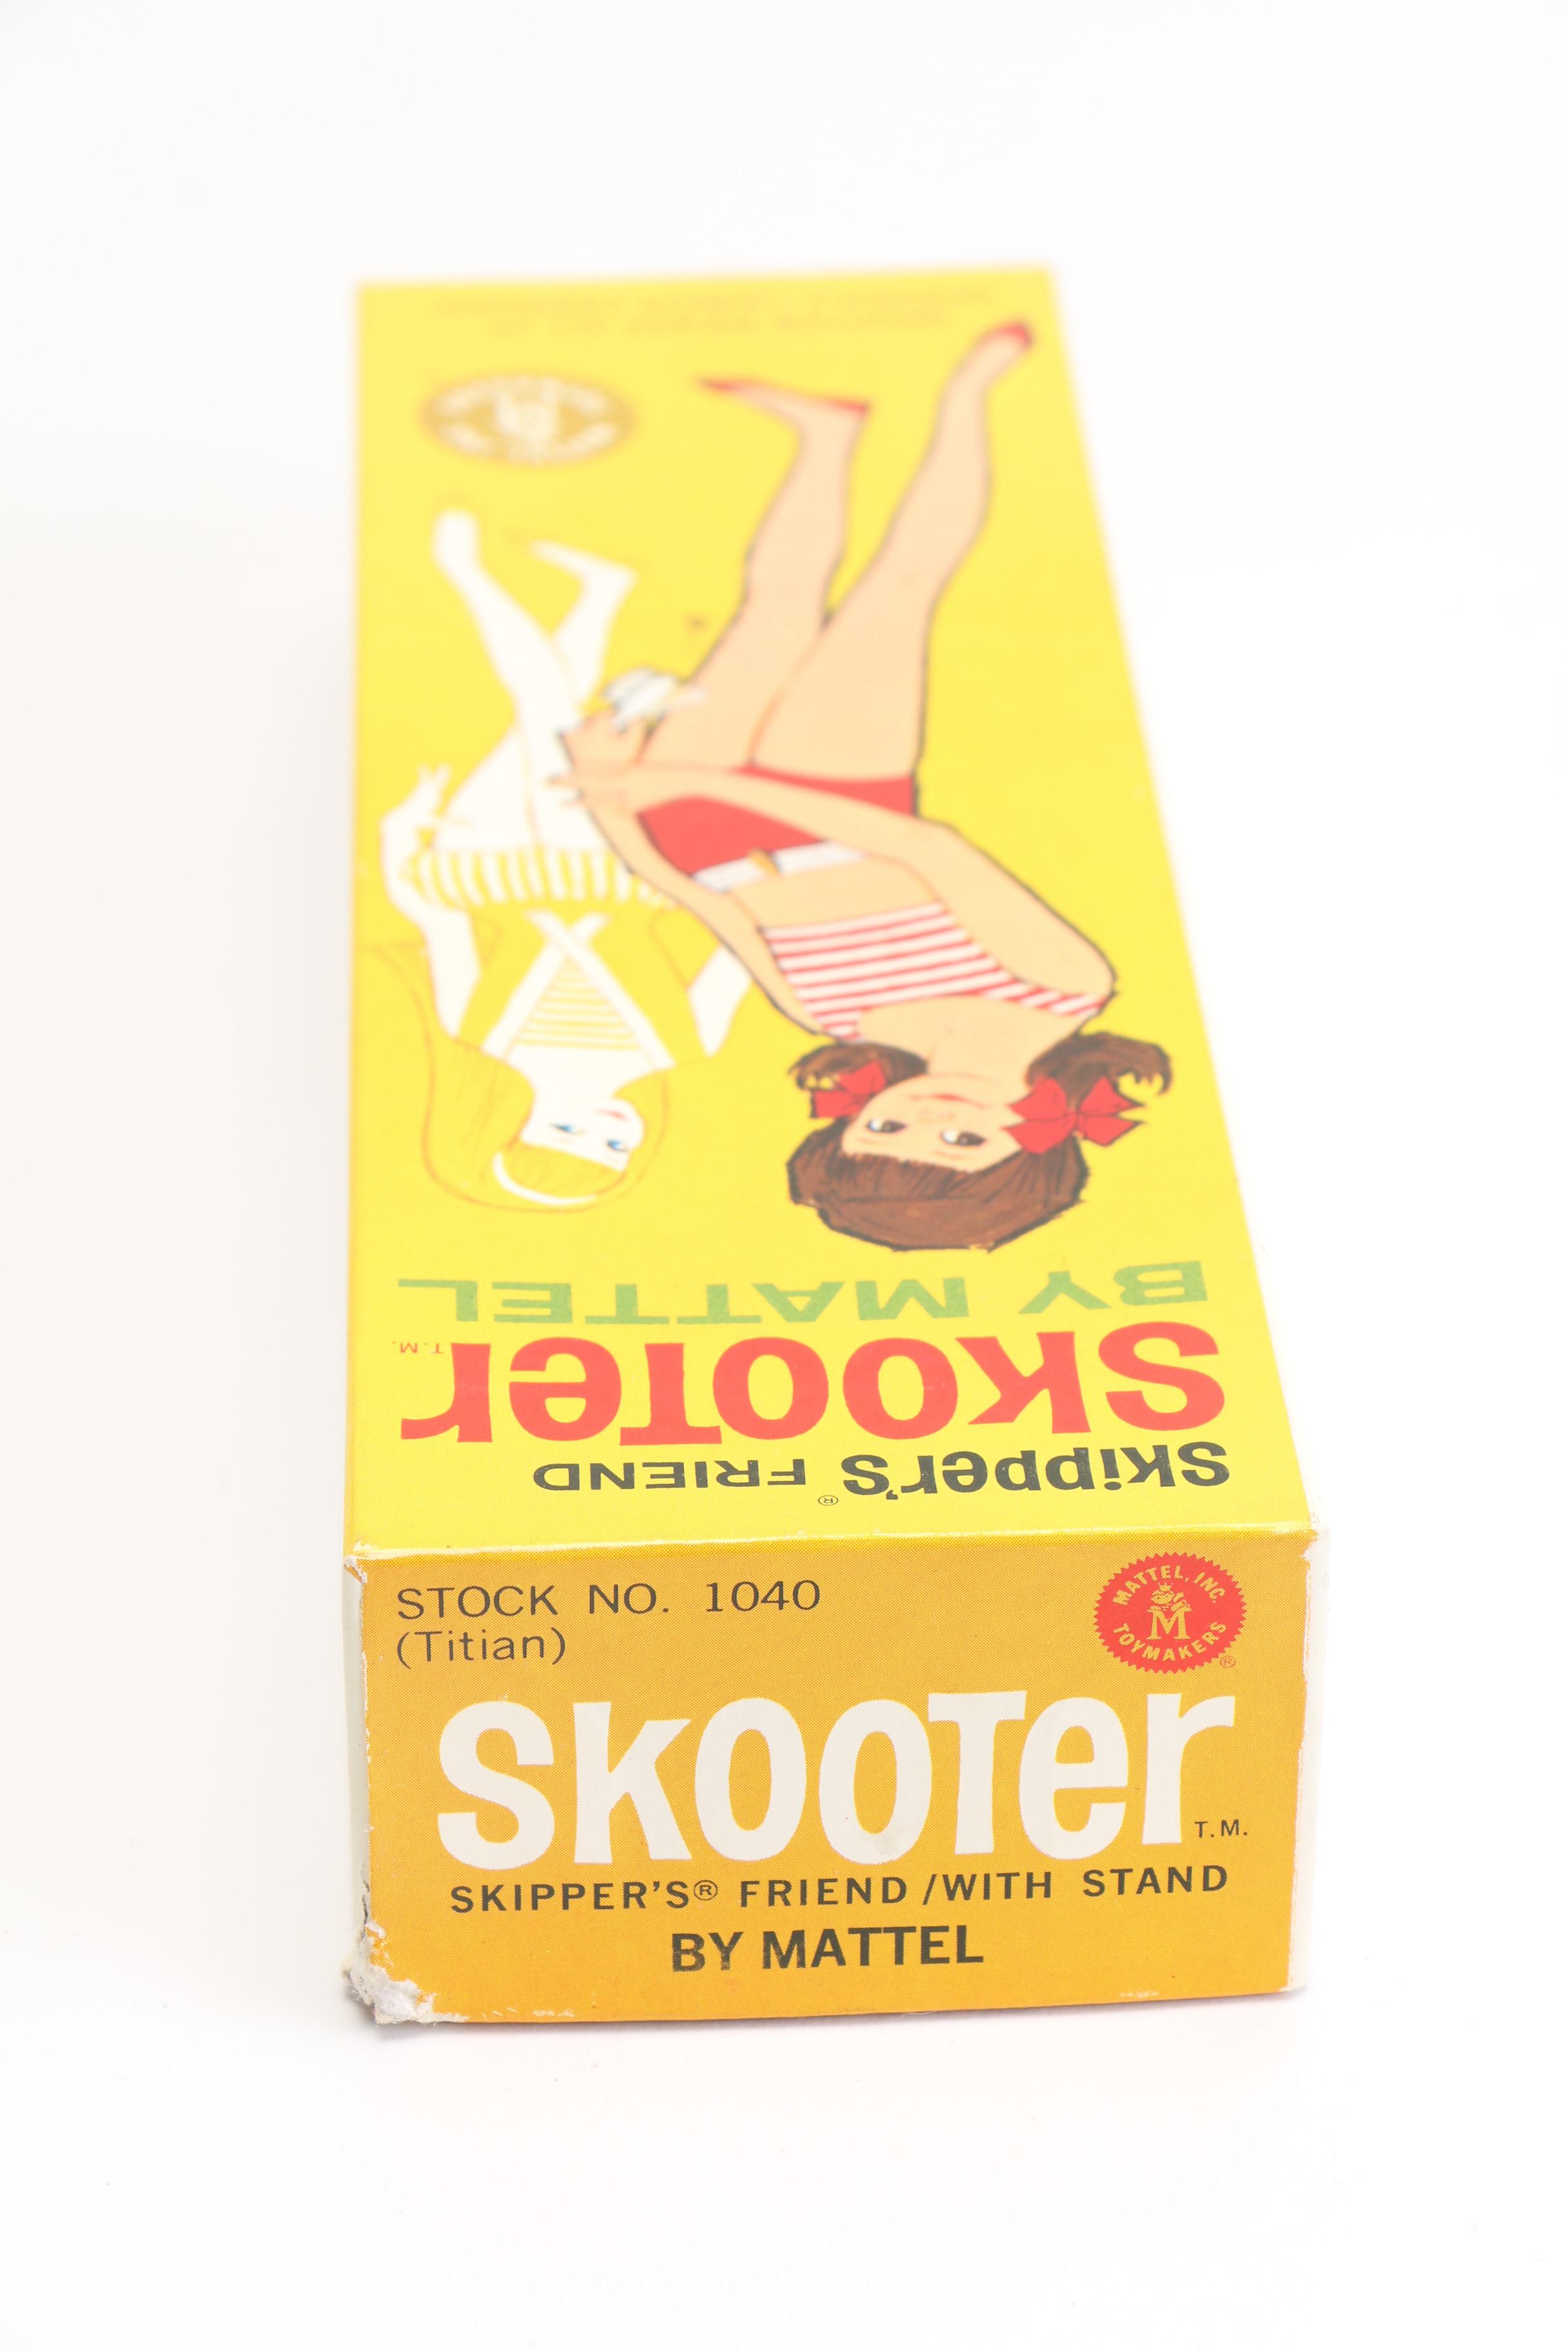 Skipper's® FRIEND
SKOOTer T.M.
BY MATTEL
STOCK NO. 1040
(Titian)
MATTEL, INC.
M
TOYMAKERS ®
SKOOTer T.M.
SKIPPER'S® FRIEND /WITH STAND
BY MATTEL